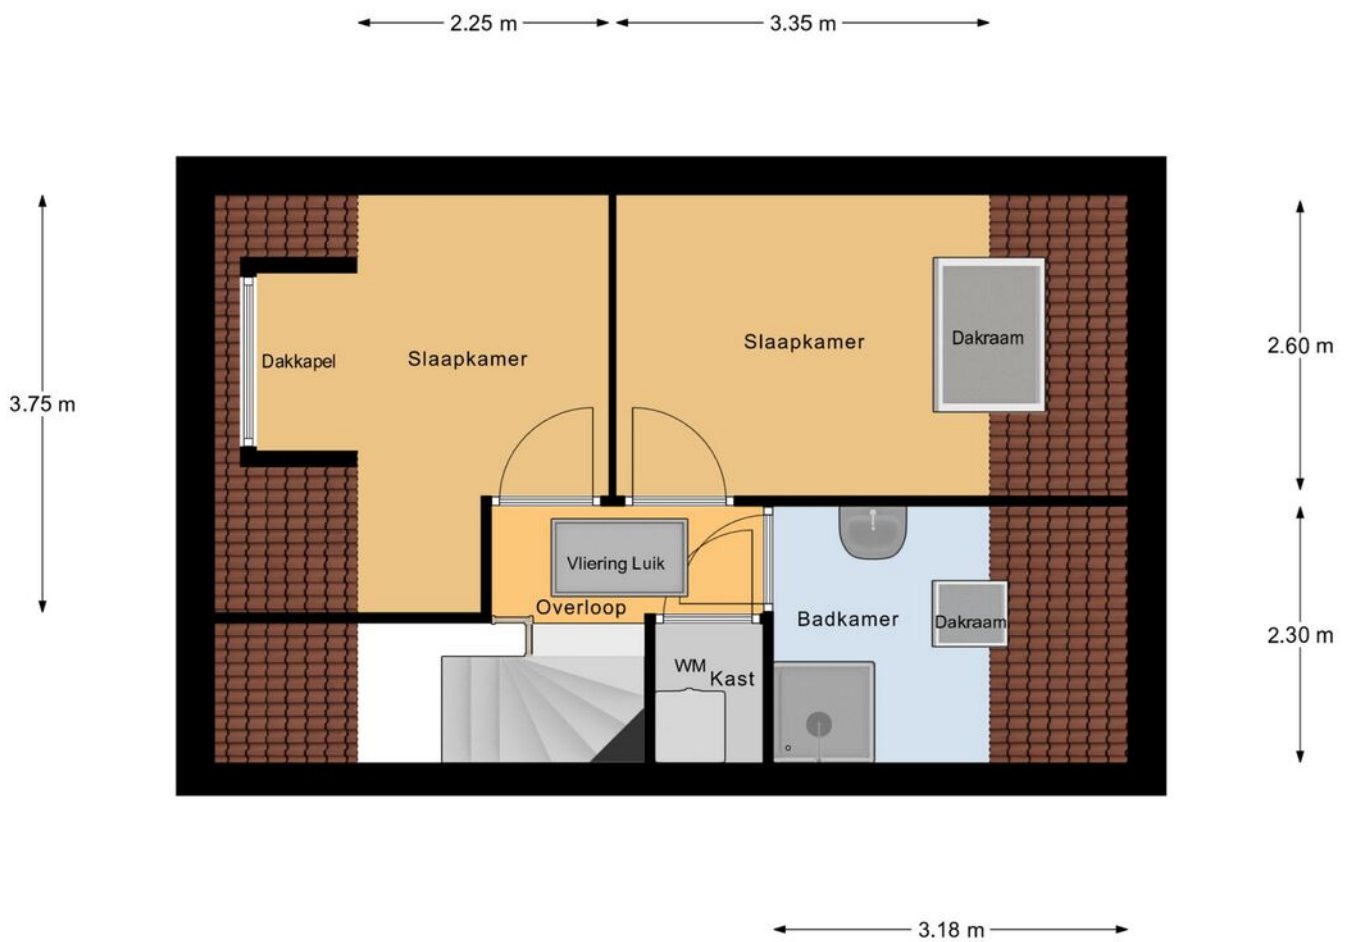 2.25 m
3.35 m
Slaapkamer
Dakraam
2.60 m
Dakkapel
Slaapkamer
3.75 m
Vliering Luik
Overloop
Badkamer
Dakraam
2.30 m
WM
Kast
3.18 m